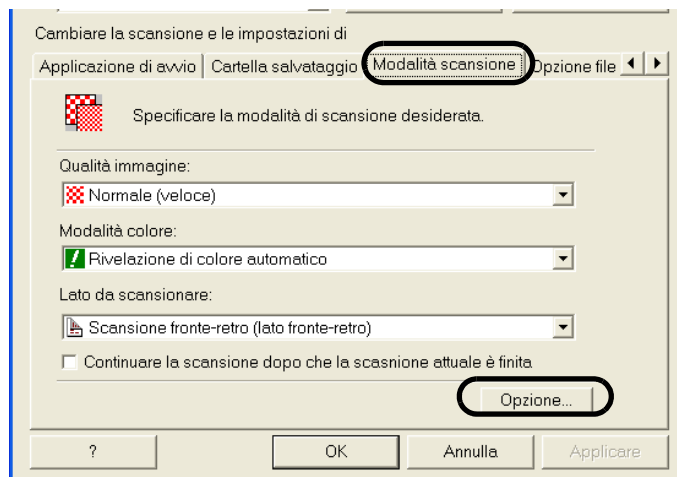 Cambiare la scansione e le impostazioni di
Applicazione di avvio Cartella salvataggio Modalità scansione Opzione file
Specificare la modalità di scansione desiderata.
Qualità immagine:
Normale (veloce)
Modalità colore:
Rivelazione di colore automatico
Lato da scansionare:
Scansione fronte-retro (lato fronte-retro)
Continuare la scansione dopo che la scasnione attuale è finita
Opzione...
? OK Annulla Applicare